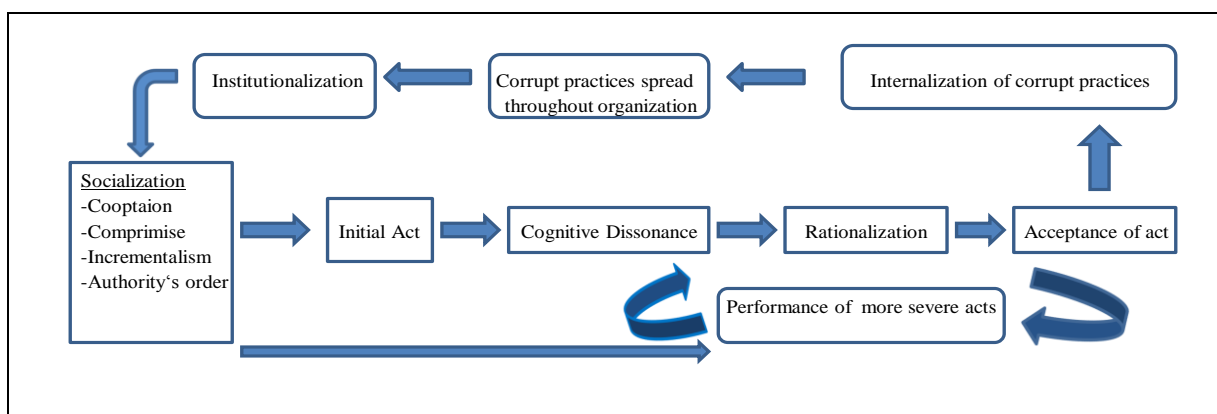 Institutionalization
Corrupt practices spread
throughout organization
Internalization of corrupt practices
Socialization
-Cooptaion
-Comprimise
-Incrementalism
-Authority‘s order
Initial Act
Cognitive Dissonance
Rationalization
Acceptance of act
Performance of more severe acts